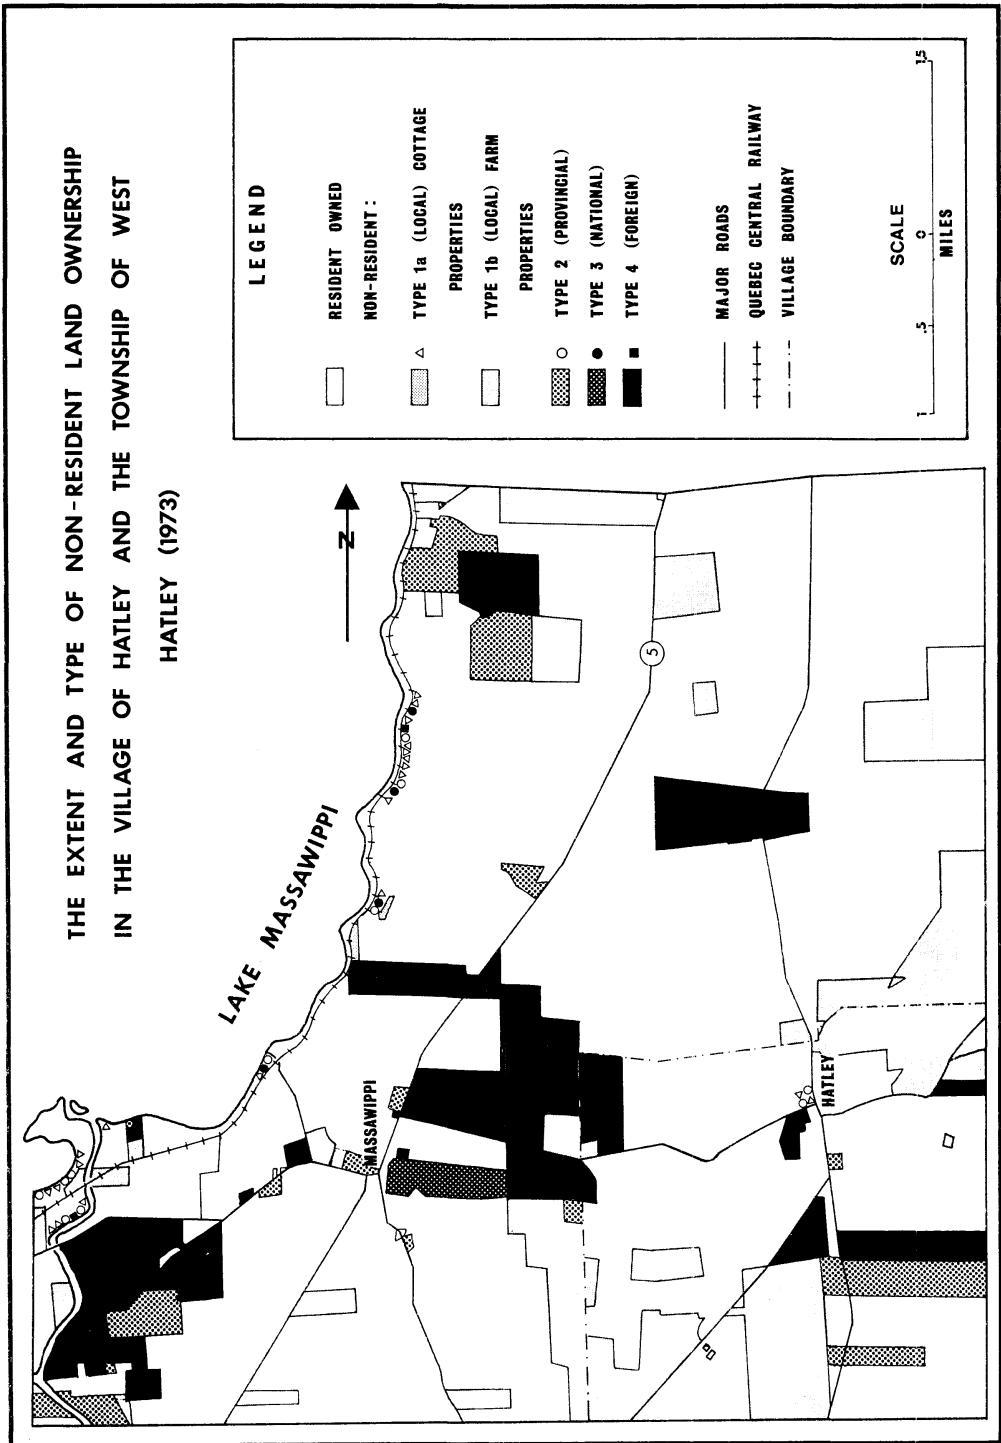 THE EXTENT AND TYPE OF NON-RESIDENT LAND OWNERSHIP
IN THE VILLAGE OF HATLEY AND THE TOWNSHIP OF WEST
HATLEY (1973)
LEGEND
RESIDENT OWNED
NON-RESIDENT:
TYPE 1a (LOCAL) COTTAGE
PROPERTIES
TYPE 1b (LOCAL) FARM
PROPERTIES
TYPE 2 (PROVINCIAL)
TYPE 3 (NATIONAL)
TYPE 4 (FOREIGN)
MAJOR ROADS
QUEBEC CENTRAL RAILWAY
VILLAGE BOUNDARY
SCALE
1 .5 0 1.5
MILES
N
LAKE MASSAWIPPI
MASSAWIPPI
5
HATLEY